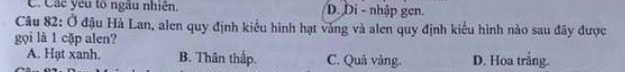 C. Các yếu tố ngẫu nhiên. D. Di - nhập gen.
Câu 82: Ở đậu Hà Lan, alen quy định kiểu hình hạt vàng và alen quy định kiểu hình nào sau đây được
gọi là 1 cặp alen?
A. Hạt xanh. B. Thân thấp. C. Quả vàng. D. Hoa trắng.